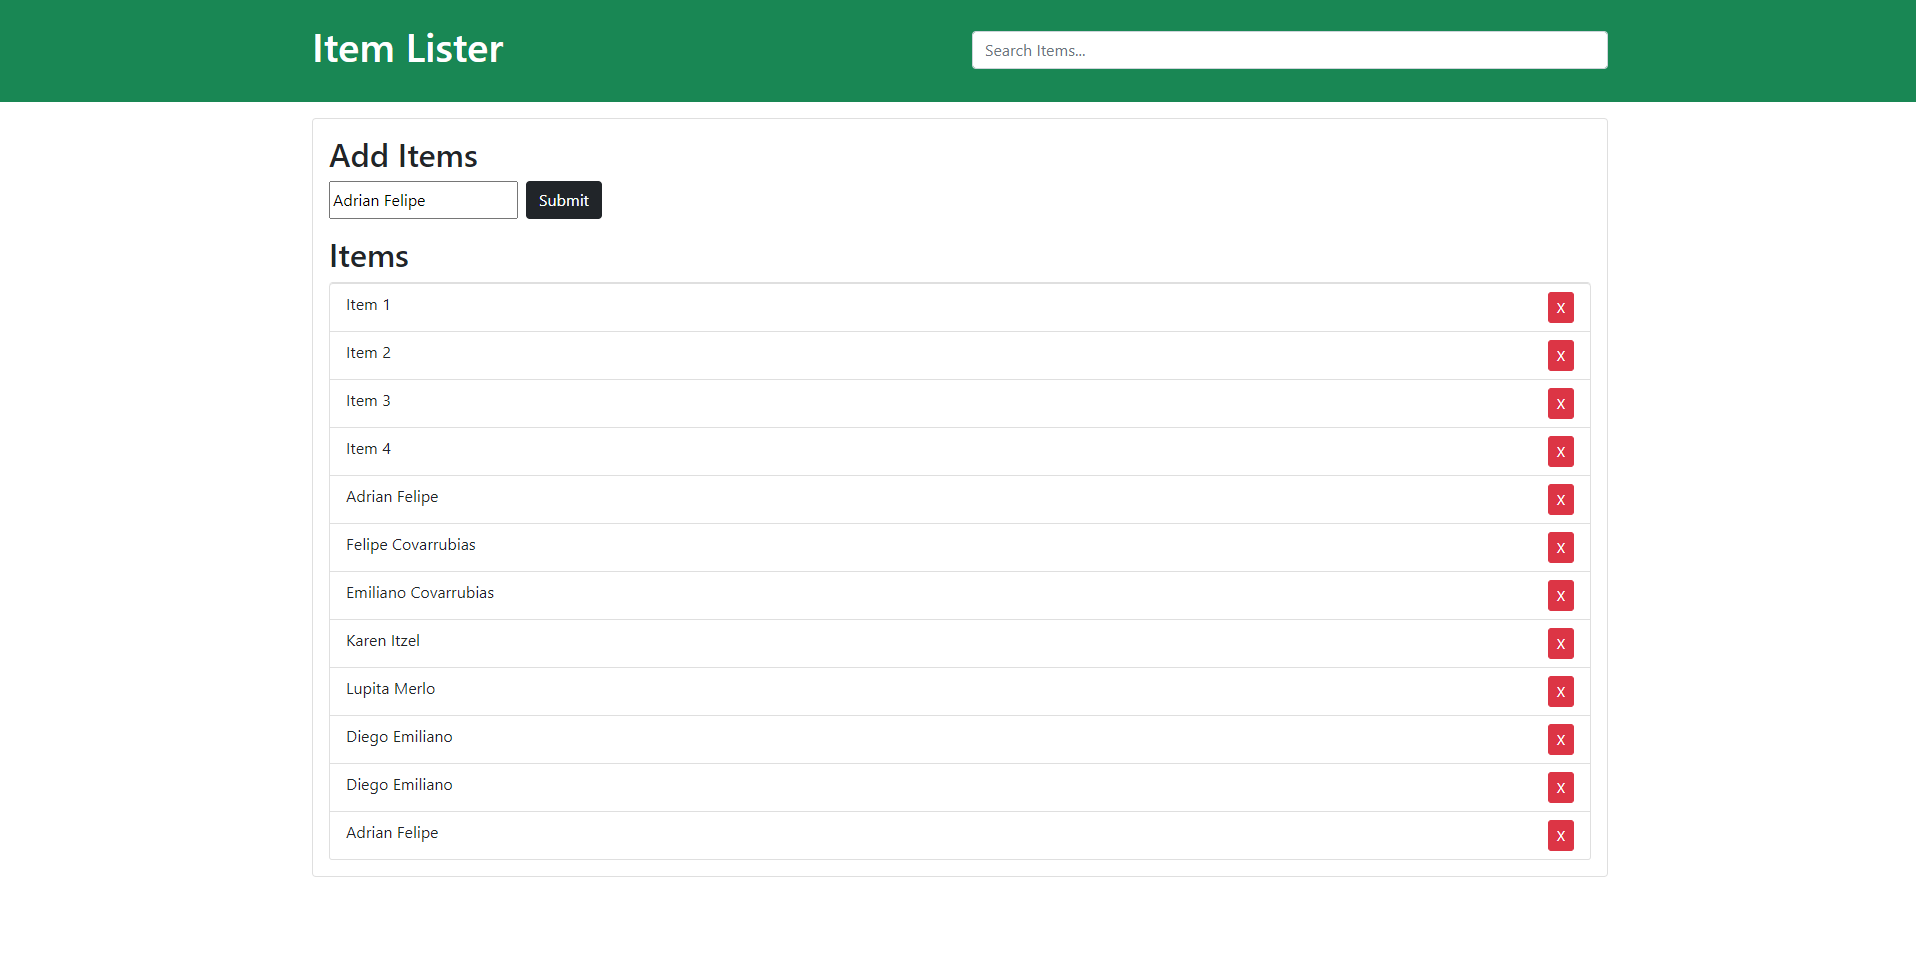 Item Lister
Search Items...
Add Items
Adrian Felipe Submit
Items
Item 1 X
Item 2 X
Item 3 X
Item 4 X
Adrian Felipe X
Felipe Covarrubias X
Emiliano Covarrubias X
Karen Itzel X
Lupita Merlo X
Diego Emiliano X
Diego Emiliano X
Adrian Felipe X